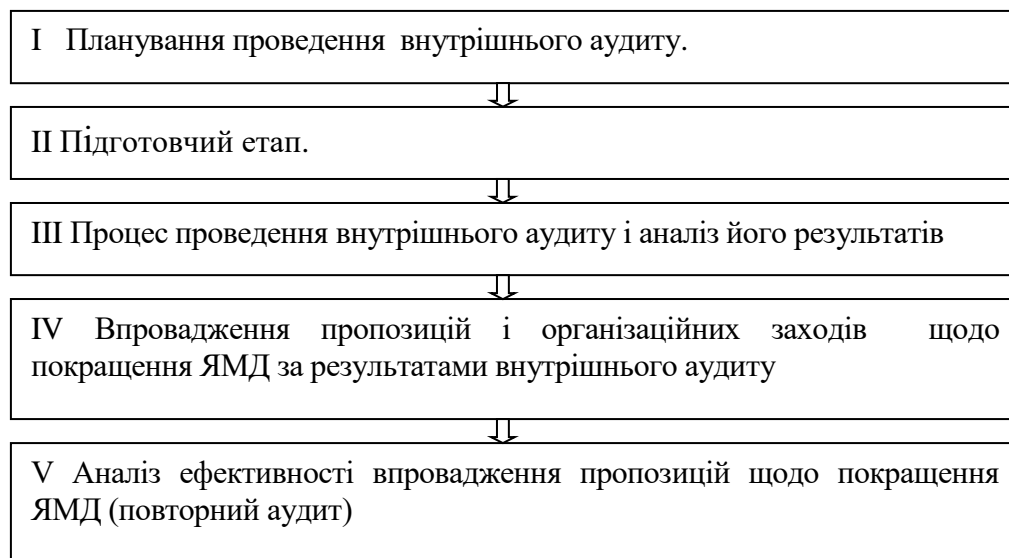 I Планування проведення внутрішнього аудиту.
II Підготовчий етап.
III Процес проведення внутрішнього аудиту і аналіз його результатів
IV Впровадження пропозицій і організаційних заходів щодо
покращення ЯМД за результатами внутрішнього аудиту
V Аналіз ефективності впровадження пропозицій щодо покращення
ЯМД (повторний аудит)